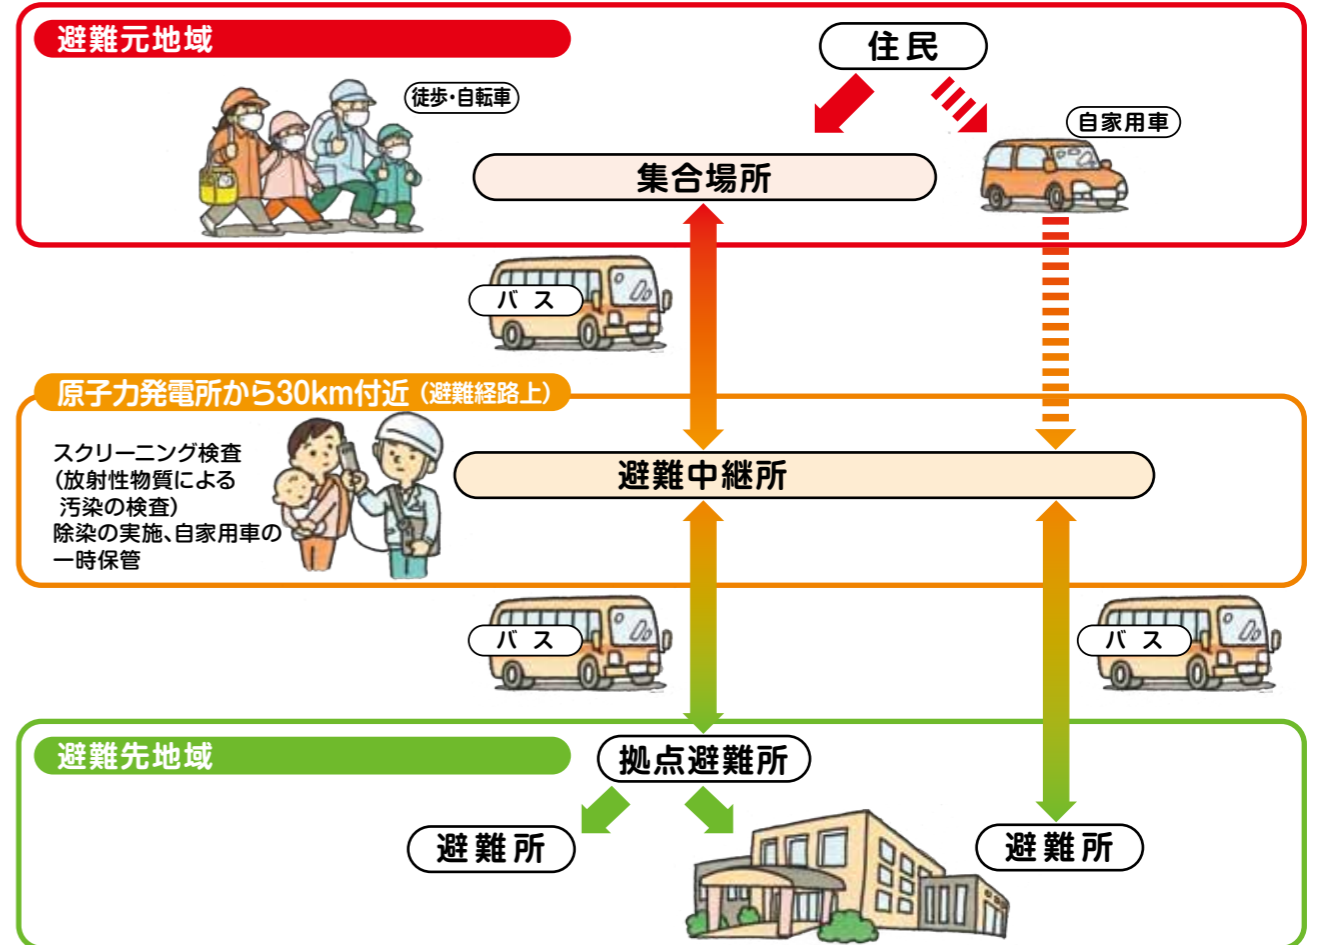 避難元地域
住民
徒歩・自転車
自家用車
集合場所
バス
原子力発電所から30km付近（避難経路上）
スクリーニング検査
（放射性物質による
汚染の検査）
除染の実施、自家用車の
一時保管
避難中継所
バス
バス
避難先地域
拠点避難所
避難所
避難所